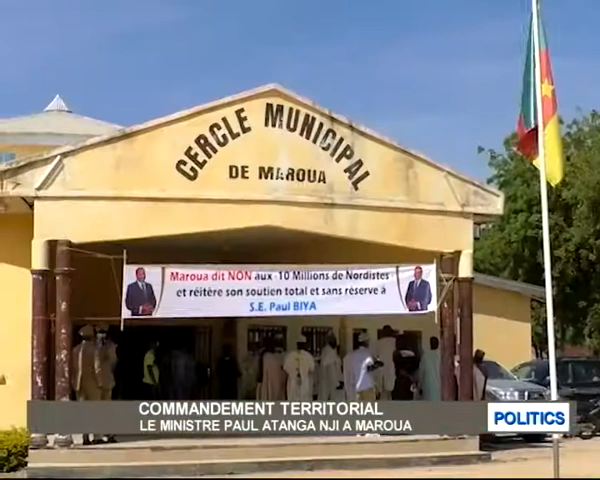 CERCLE MUNICIPAL
DE MAROUA
Maroua dit NON aux 10 Millions de Nordistes
et réitère son soutien total et sans réserve à
S.E. Paul BIYA
COMMANDEMENT TERRITORIAL
LE MINISTRE PAUL ATANGA NJI A MAROUA
POLITICS